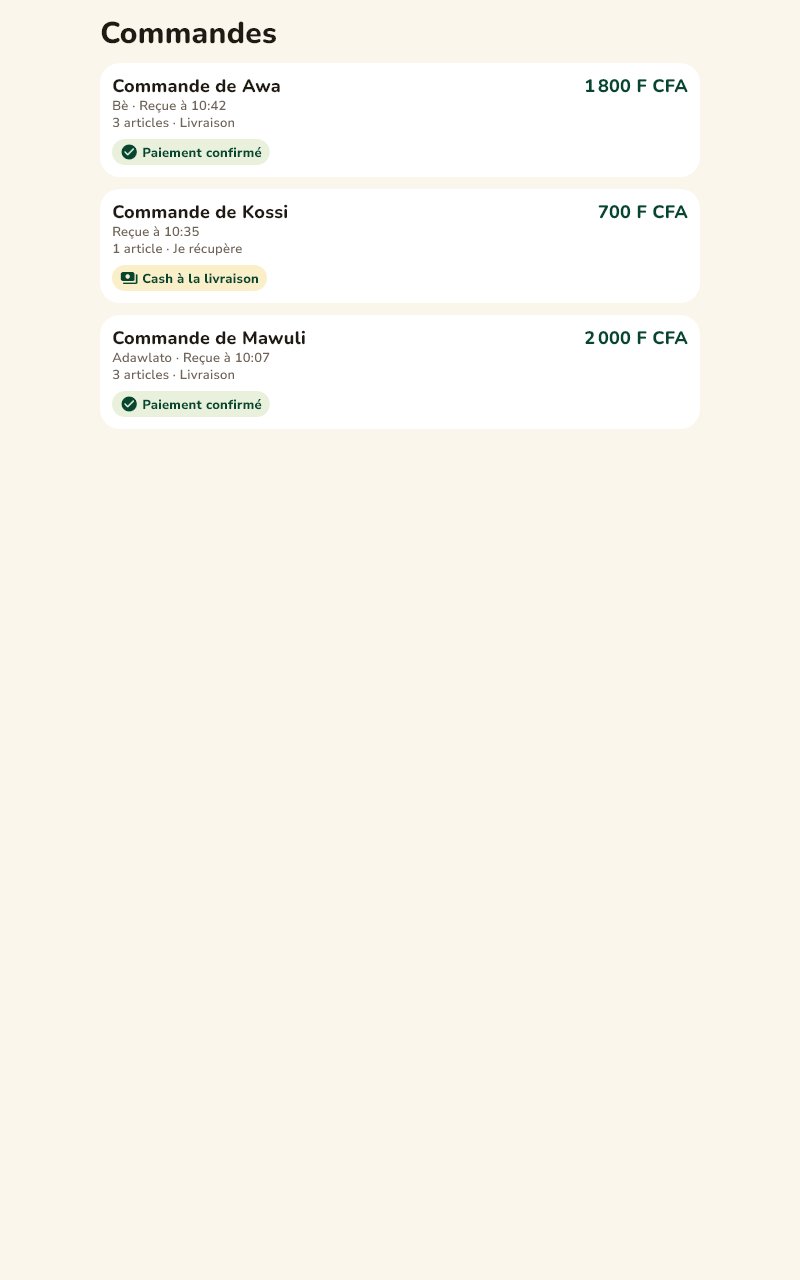 Commandes
Commande de Awa
1 800 F CFA
Bè · Reçue à 10:42
3 articles · Livraison
Paiement confirmé
Commande de Kossi
700 F CFA
Reçue à 10:35
1 article · Je récupère
Cash à la livraison
Commande de Mawuli
2 000 F CFA
Adawlato · Reçue à 10:07
3 articles · Livraison
Paiement confirmé